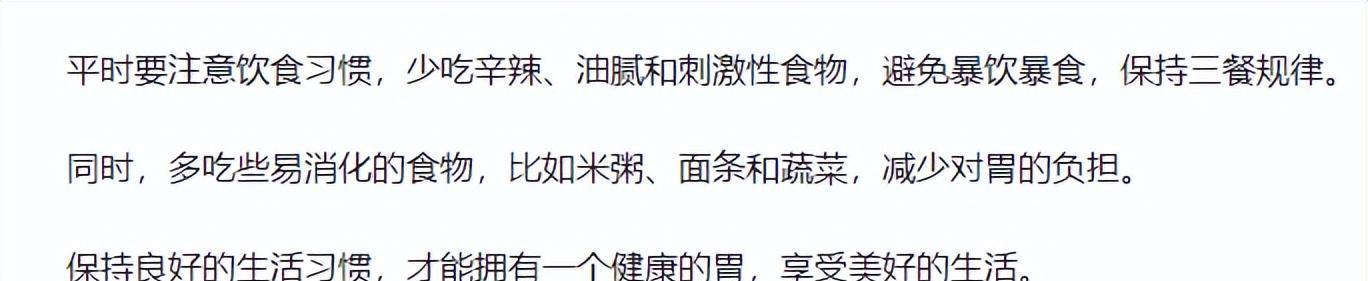 平时要注意饮食习惯，少吃辛辣、油腻和刺激性食物，避免暴饮暴食，保持三餐规律。
同时，多吃些易消化的食物，比如米粥、面条和蔬菜，减少对胃的负担。
保持良好的生活习惯，才能拥有一个健康的胃，享受美好的生活。